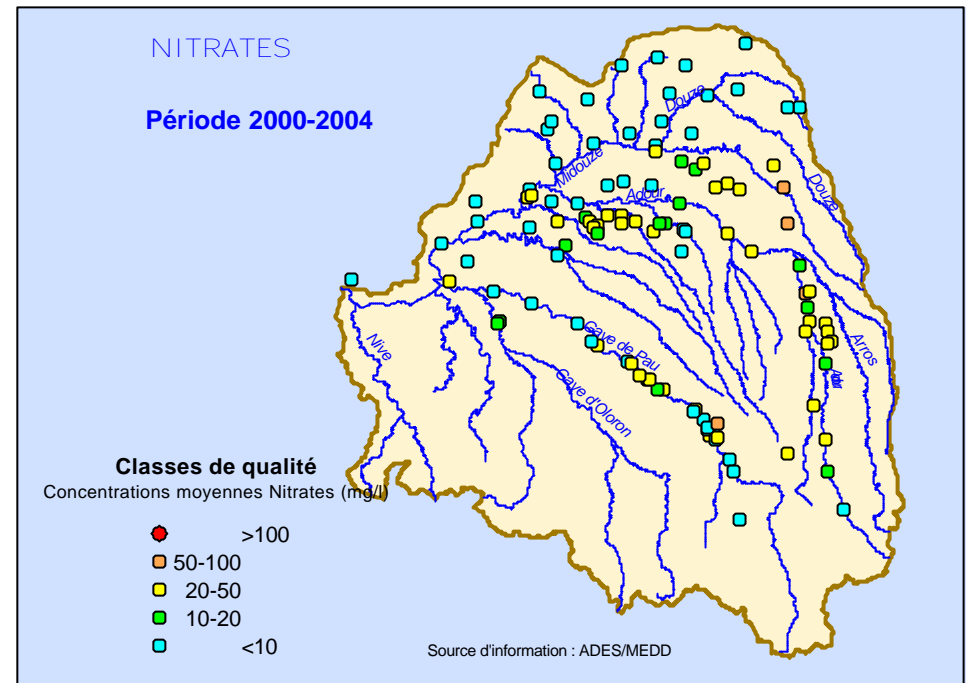 NITRATES
Période 2000-2004
Douze
Midouze
Adour
Douze
Nive
Gave de Pau
Arros
Gave d'Oloron
Classes de qualité
Concentrations moyennes Nitrates (mg/l)
>100
50-100
20-50
10-20
<10
Source d'information : ADES/MEDD